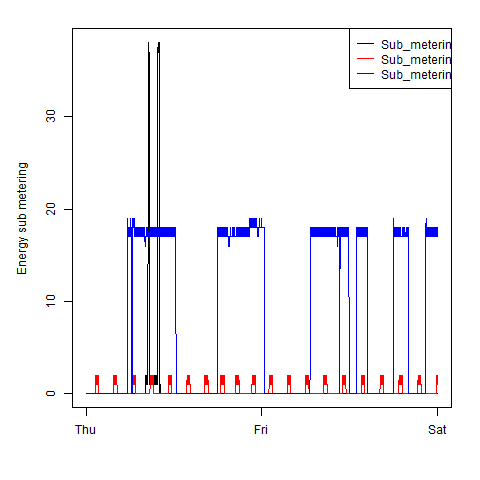 Sub_meterin
Sub_meterin
Sub_meterin
Energy sub metering
30
20
10
0
Thu Fri Sat